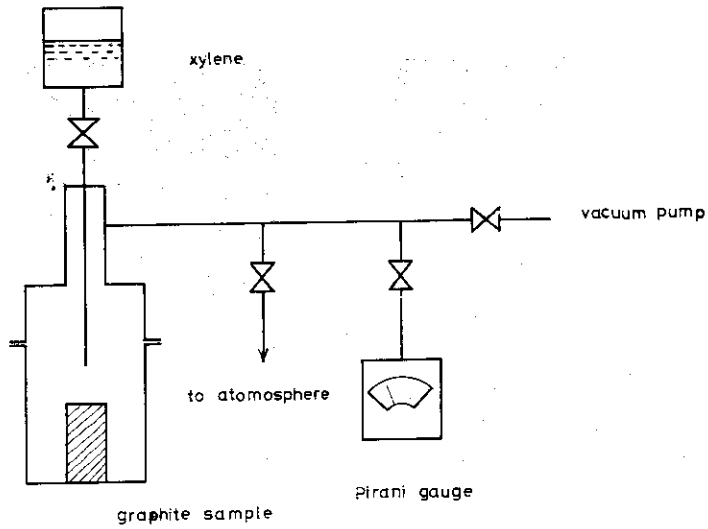 xylene
vacuum pump
to atomosphere
Pirani gauge
graphite sample